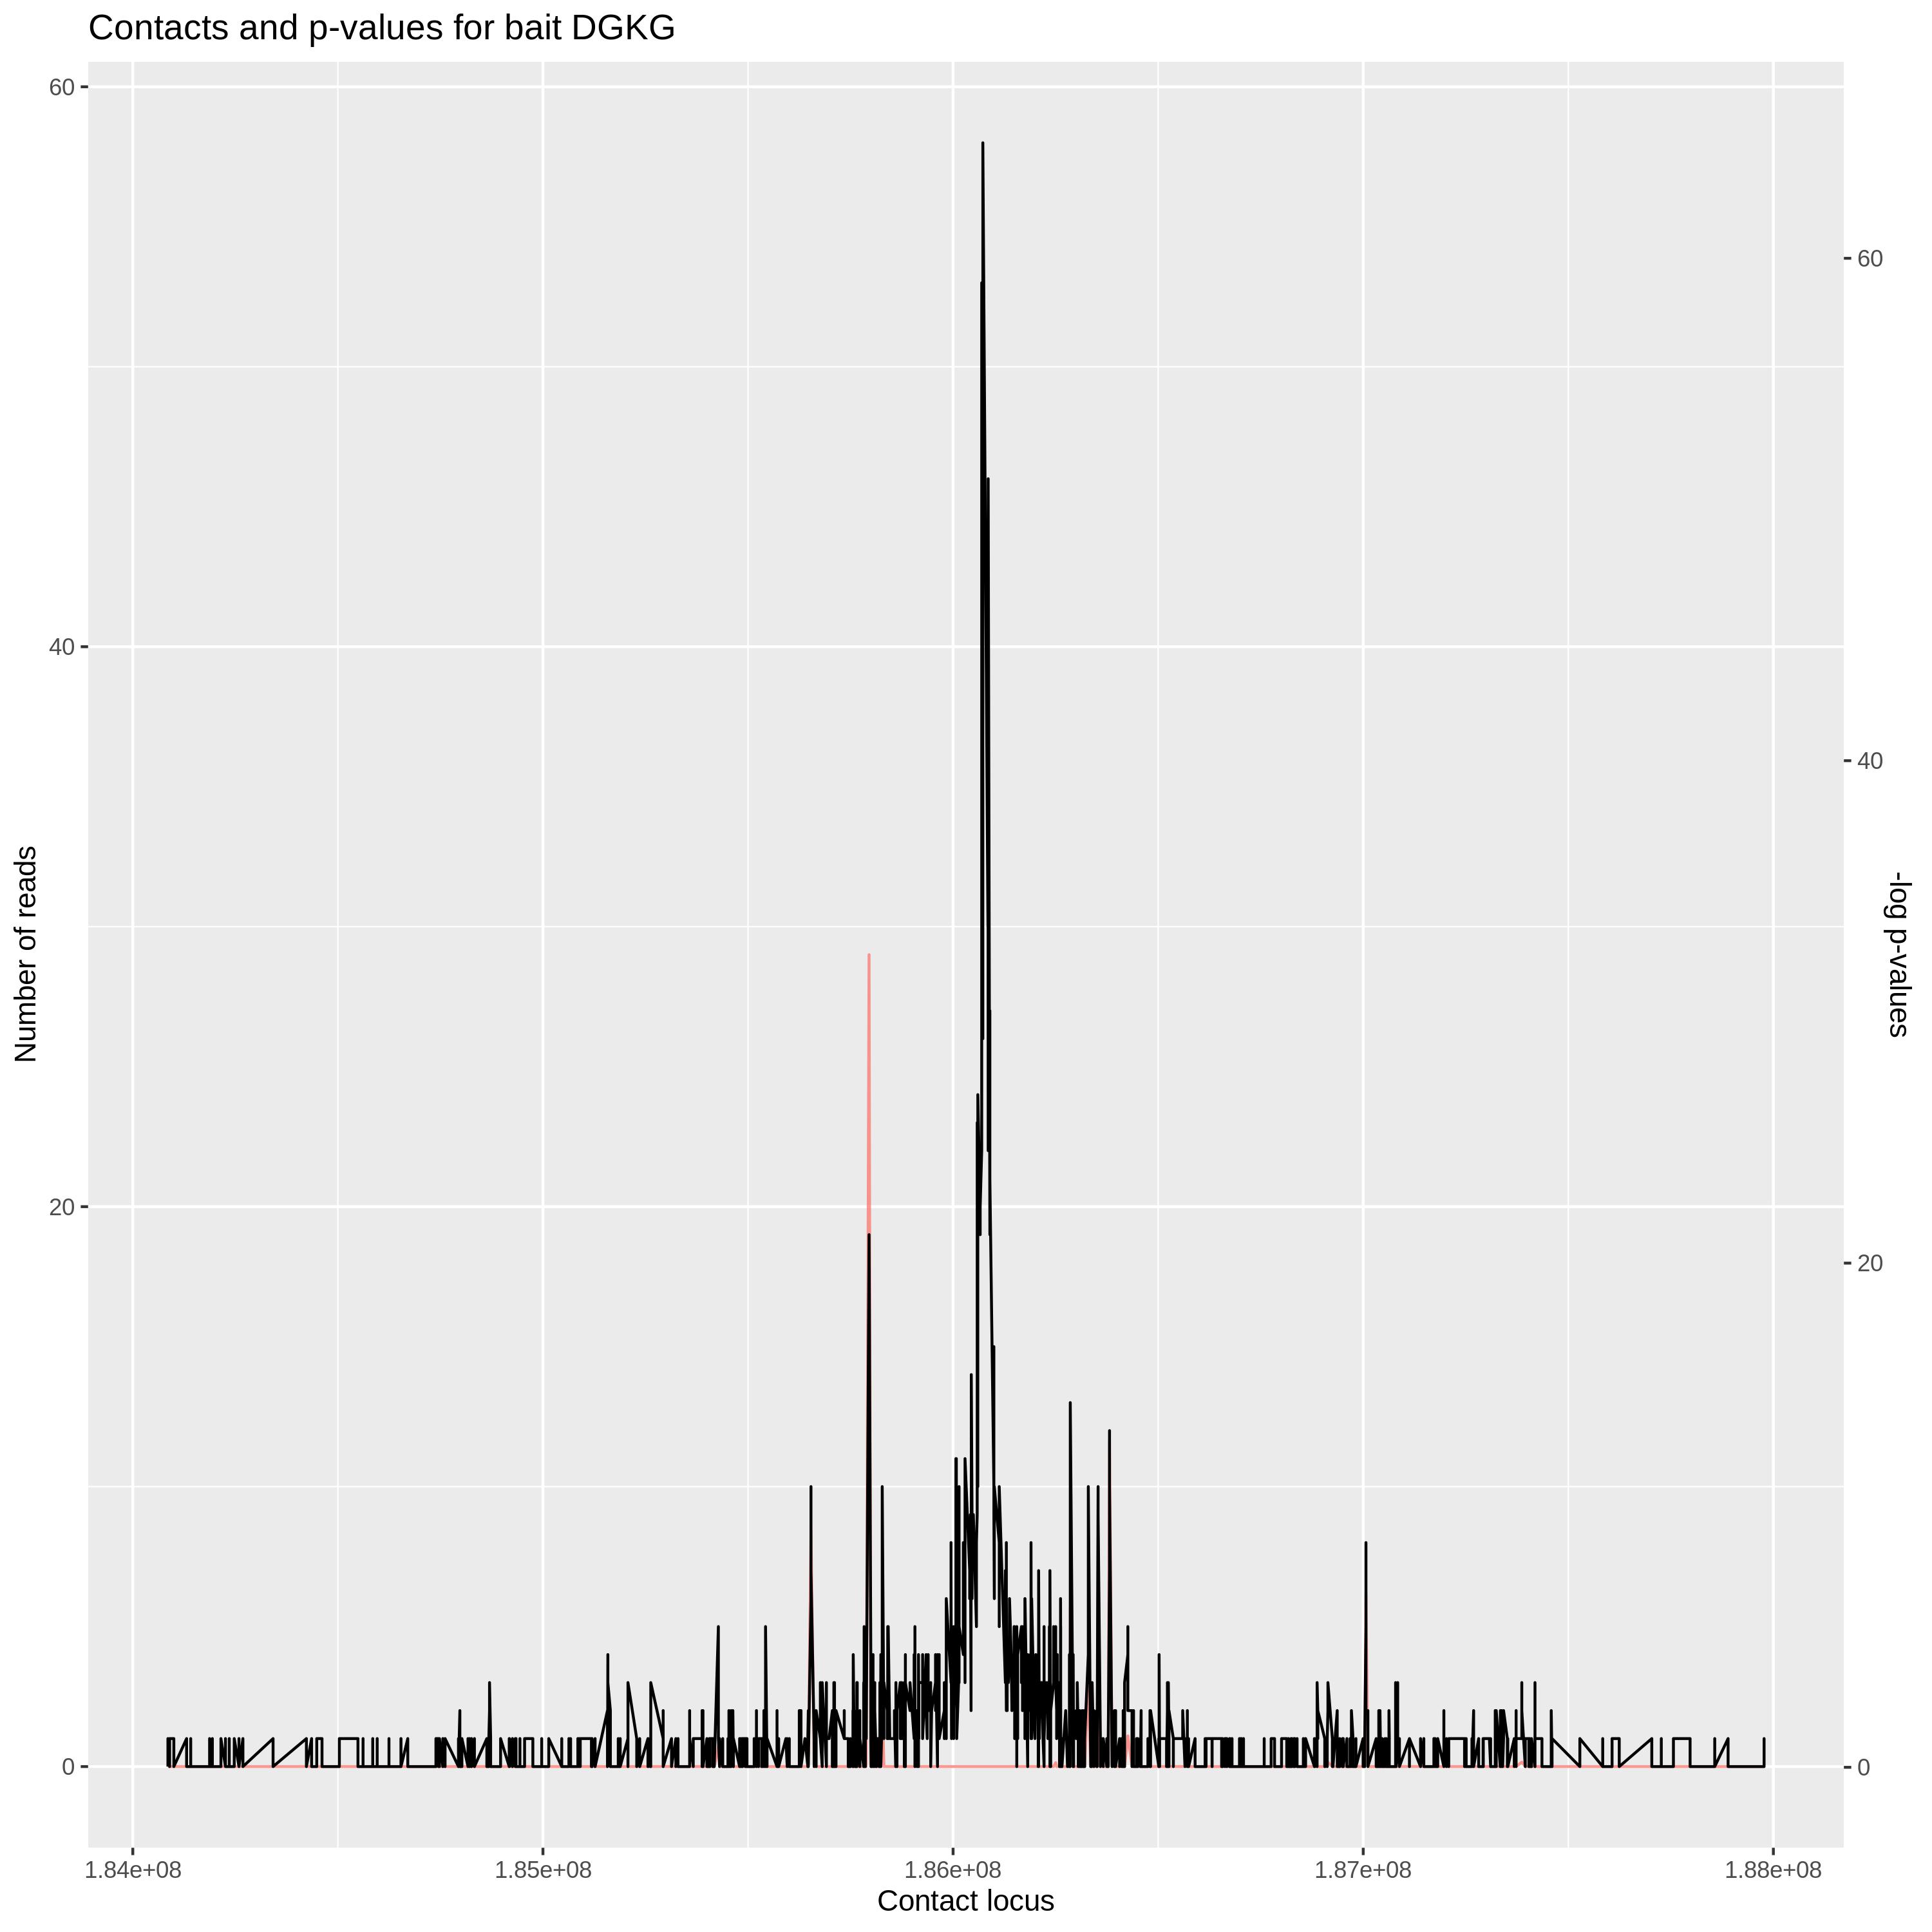 Contacts and p-values for bait DGKG
60
40
20
0
Number of reads
60
40
20
0
-log p-values
1.84e+08 1.85e+08 1.86e+08 1.87e+08 1.88e+08
Contact locus